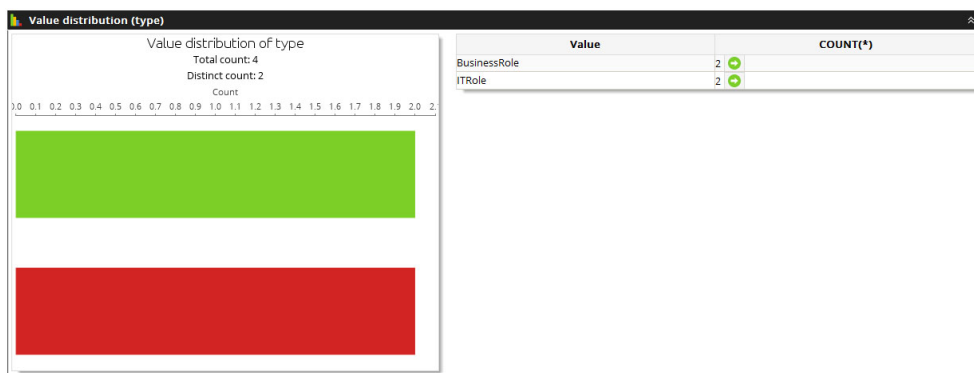 Value distribution (type)
Value distribution of type
Total count: 4
Distinct count: 2
Count
0.0 0.1 0.2 0.3 0.4 0.5 0.6 0.7 0.8 0.9 1.0 1.1 1.2 1.3 1.4 1.5 1.6 1.7 1.8 1.9 2.0 2.
Value COUNT(*)
BusinessRole 2
ITRole 2